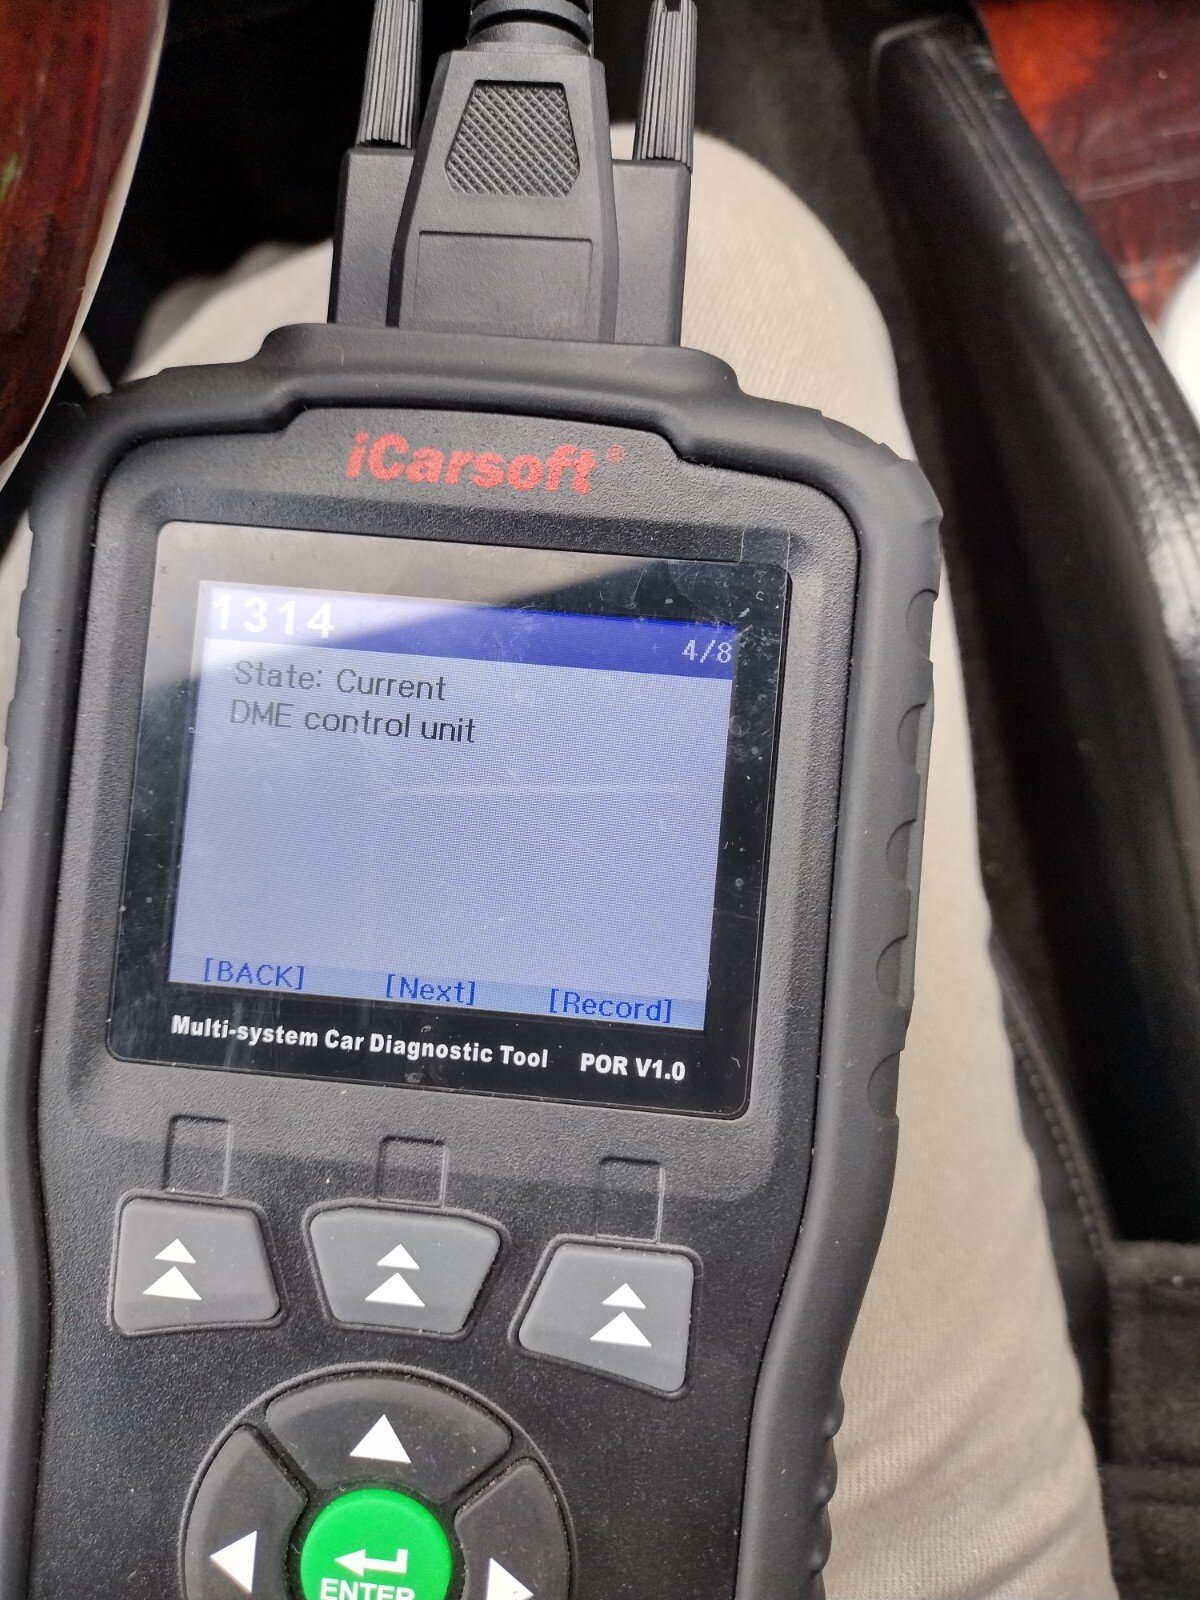 iCarsoft®
1314
4/8
State: Current
DME control unit
[BACK] [Next] [Record]
Multi-system Car Diagnostic Tool POR V1.0
ENTER